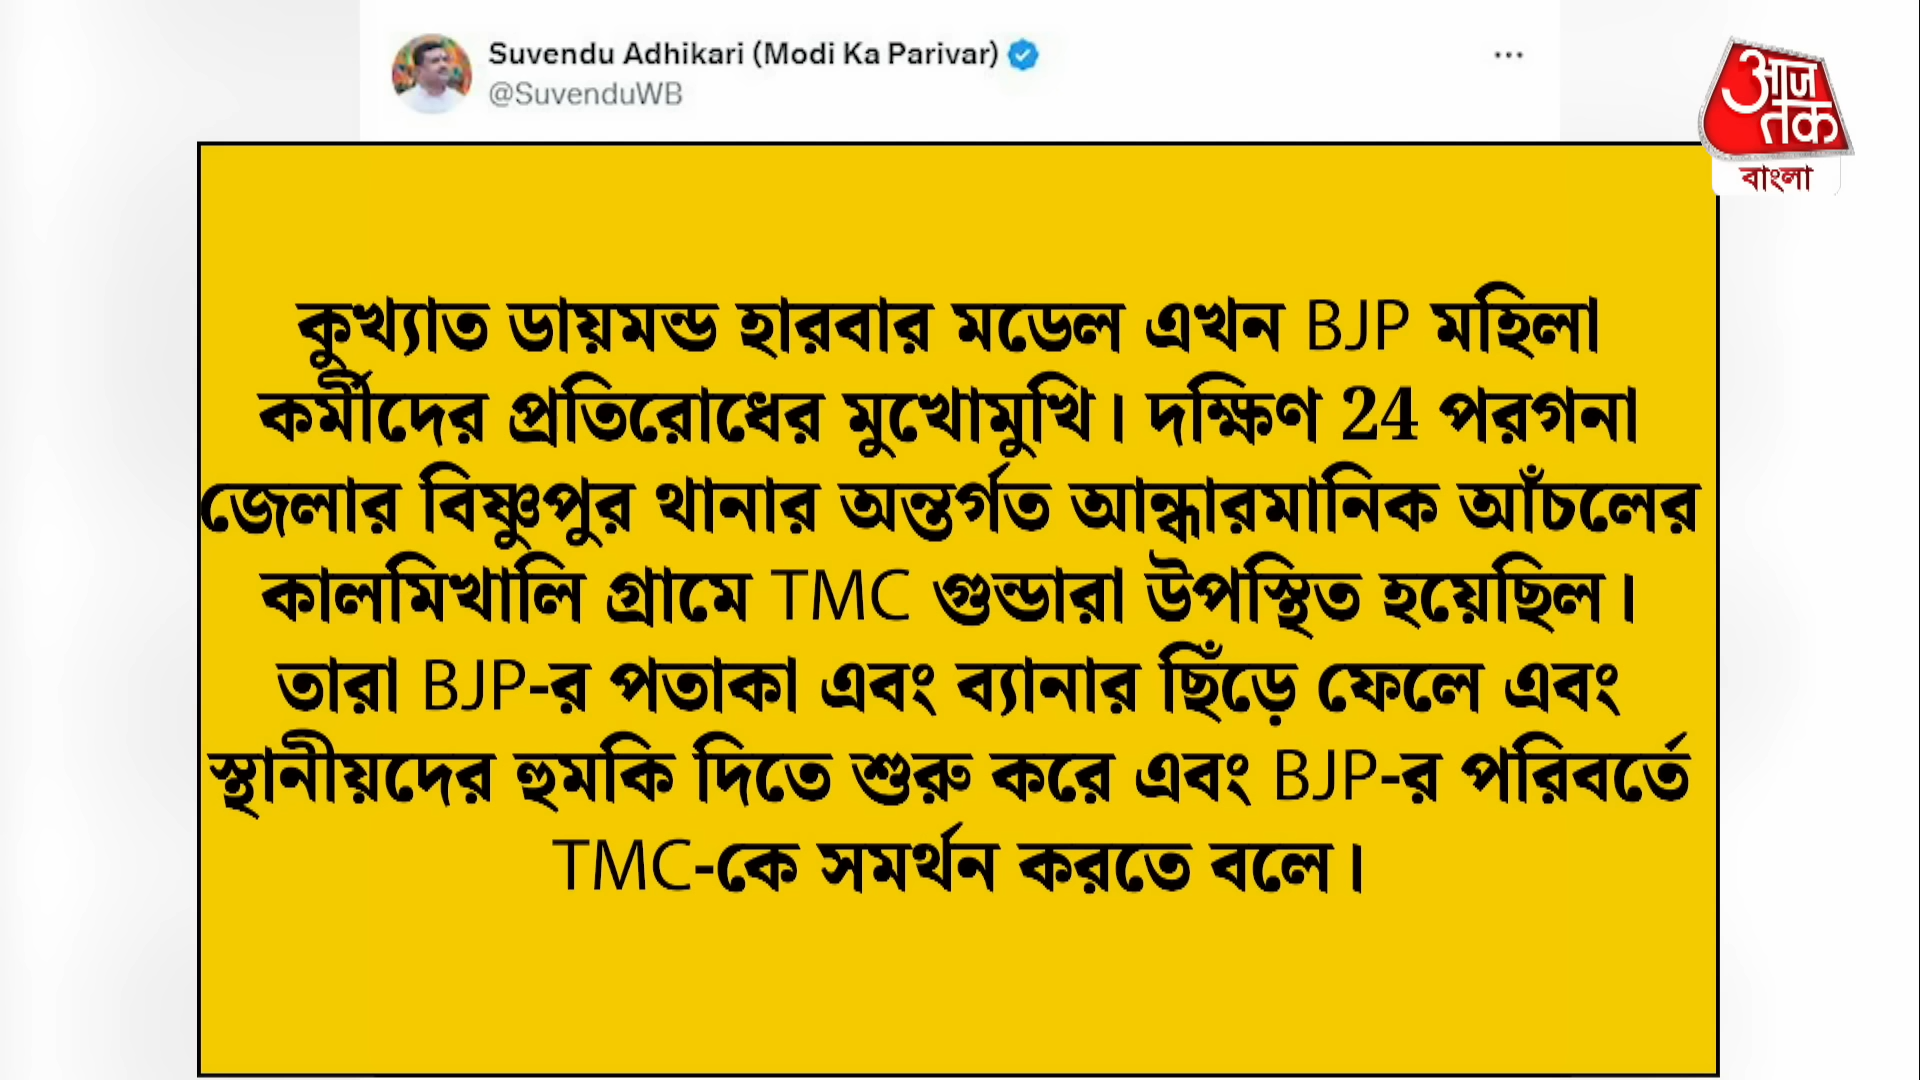 Suvendu Adhikari (Modi Ka Parivar)
@SuvenduWB
आज
तक
বাংলা
কুখ্যাত ডায়মন্ড হারবার মডেল এখন BJP মহিলা
কর্মীদের প্রতিরোধের মুখোমুখি। দক্ষিণ 24 পরগনা
জেলার বিষ্ণুপুর থানার অন্তর্গত আন্ধারমানিক আঁচলের
কালমিখালি গ্রামে TMC গুন্ডারা উপস্থিত হয়েছিল।
তারা BJP-র পতাকা এবং ব্যানার ছিঁড়ে ফেলে এবং
স্থানীয়দের হুমকি দিতে শুরু করে এবং BJP-র পরিবর্তে
TMC-কে সমর্থন করতে বলে।